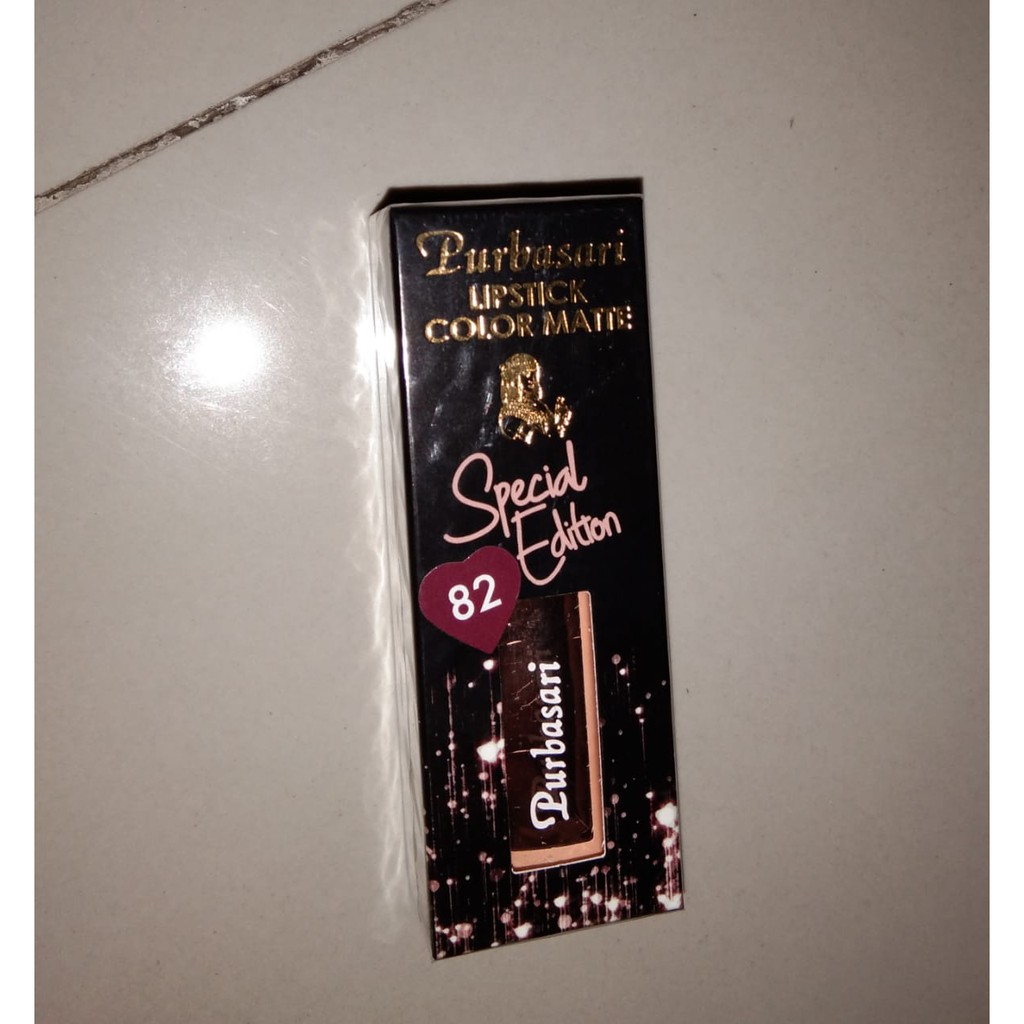 Purbasari
LIPSTICK
COLOR MATTE
Special
Edition
82
Purbasari